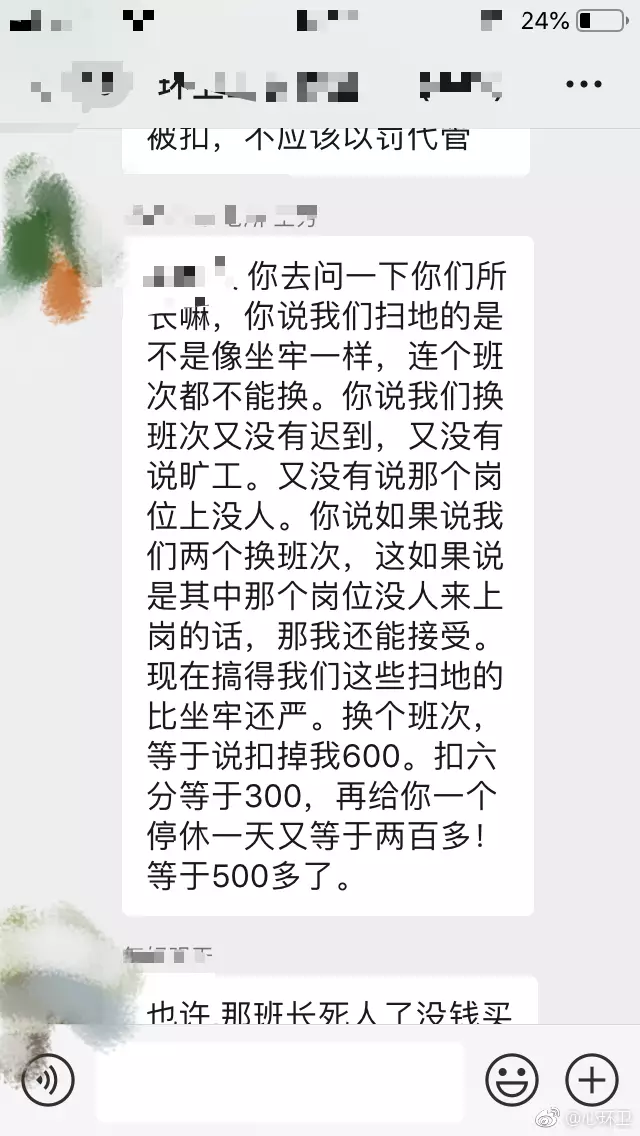 24%
被扣，不应该以罚代管
你去问一下你们所
长嘛，你说我们扫地的是
不是像坐牢一样，连个班
次都不能换。你说我们换
班次又没有迟到，又没有
说旷工。又没有说那个岗
位上没人。你说如果说我
们两个换班次，这如果说
是其中那个岗位没人来上
岗的话，那我还能接受。
现在搞得我们这些扫地的
比坐牢还严。换个班次，
等于说扣掉我600。扣六
分等于300，再给你一个
停休一天又等于两百多！
等于500多了。
也许.那班长死人了没钱买
@心环卫